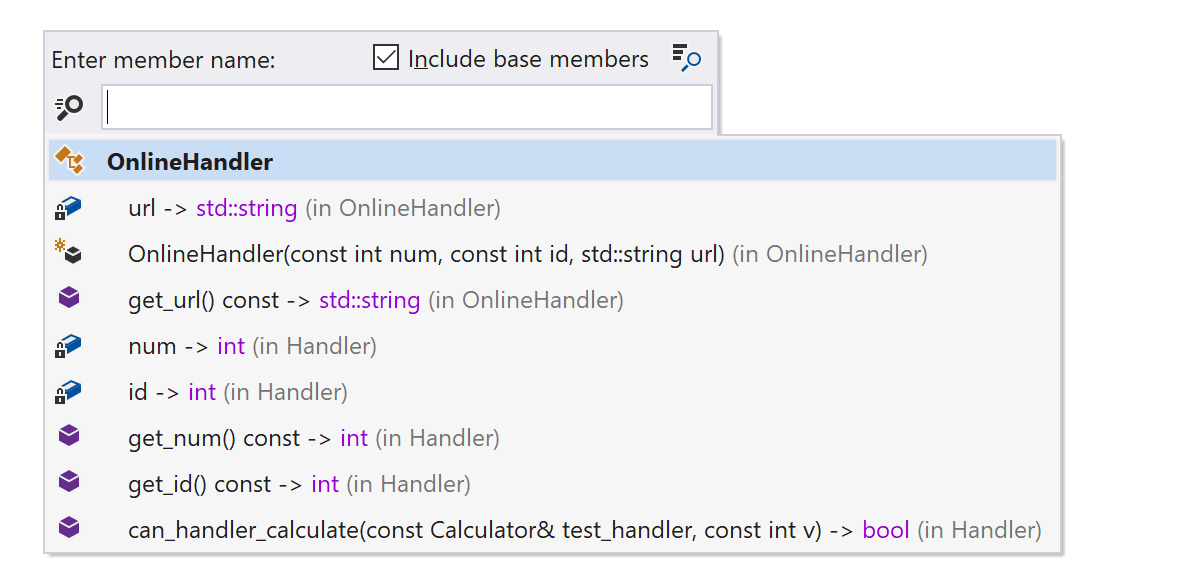 Enter member name: Include base members
OnlineHandler
url -> std::string (in OnlineHandler)
OnlineHandler(const int num, const int id, std::string url) (in OnlineHandler)
get_url() const -> std::string (in OnlineHandler)
num -> int (in Handler)
id -> int (in Handler)
get_num() const -> int (in Handler)
get_id() const -> int (in Handler)
can_handler_calculate(const Calculator& test_handler, const int v) -> bool (in Handler)